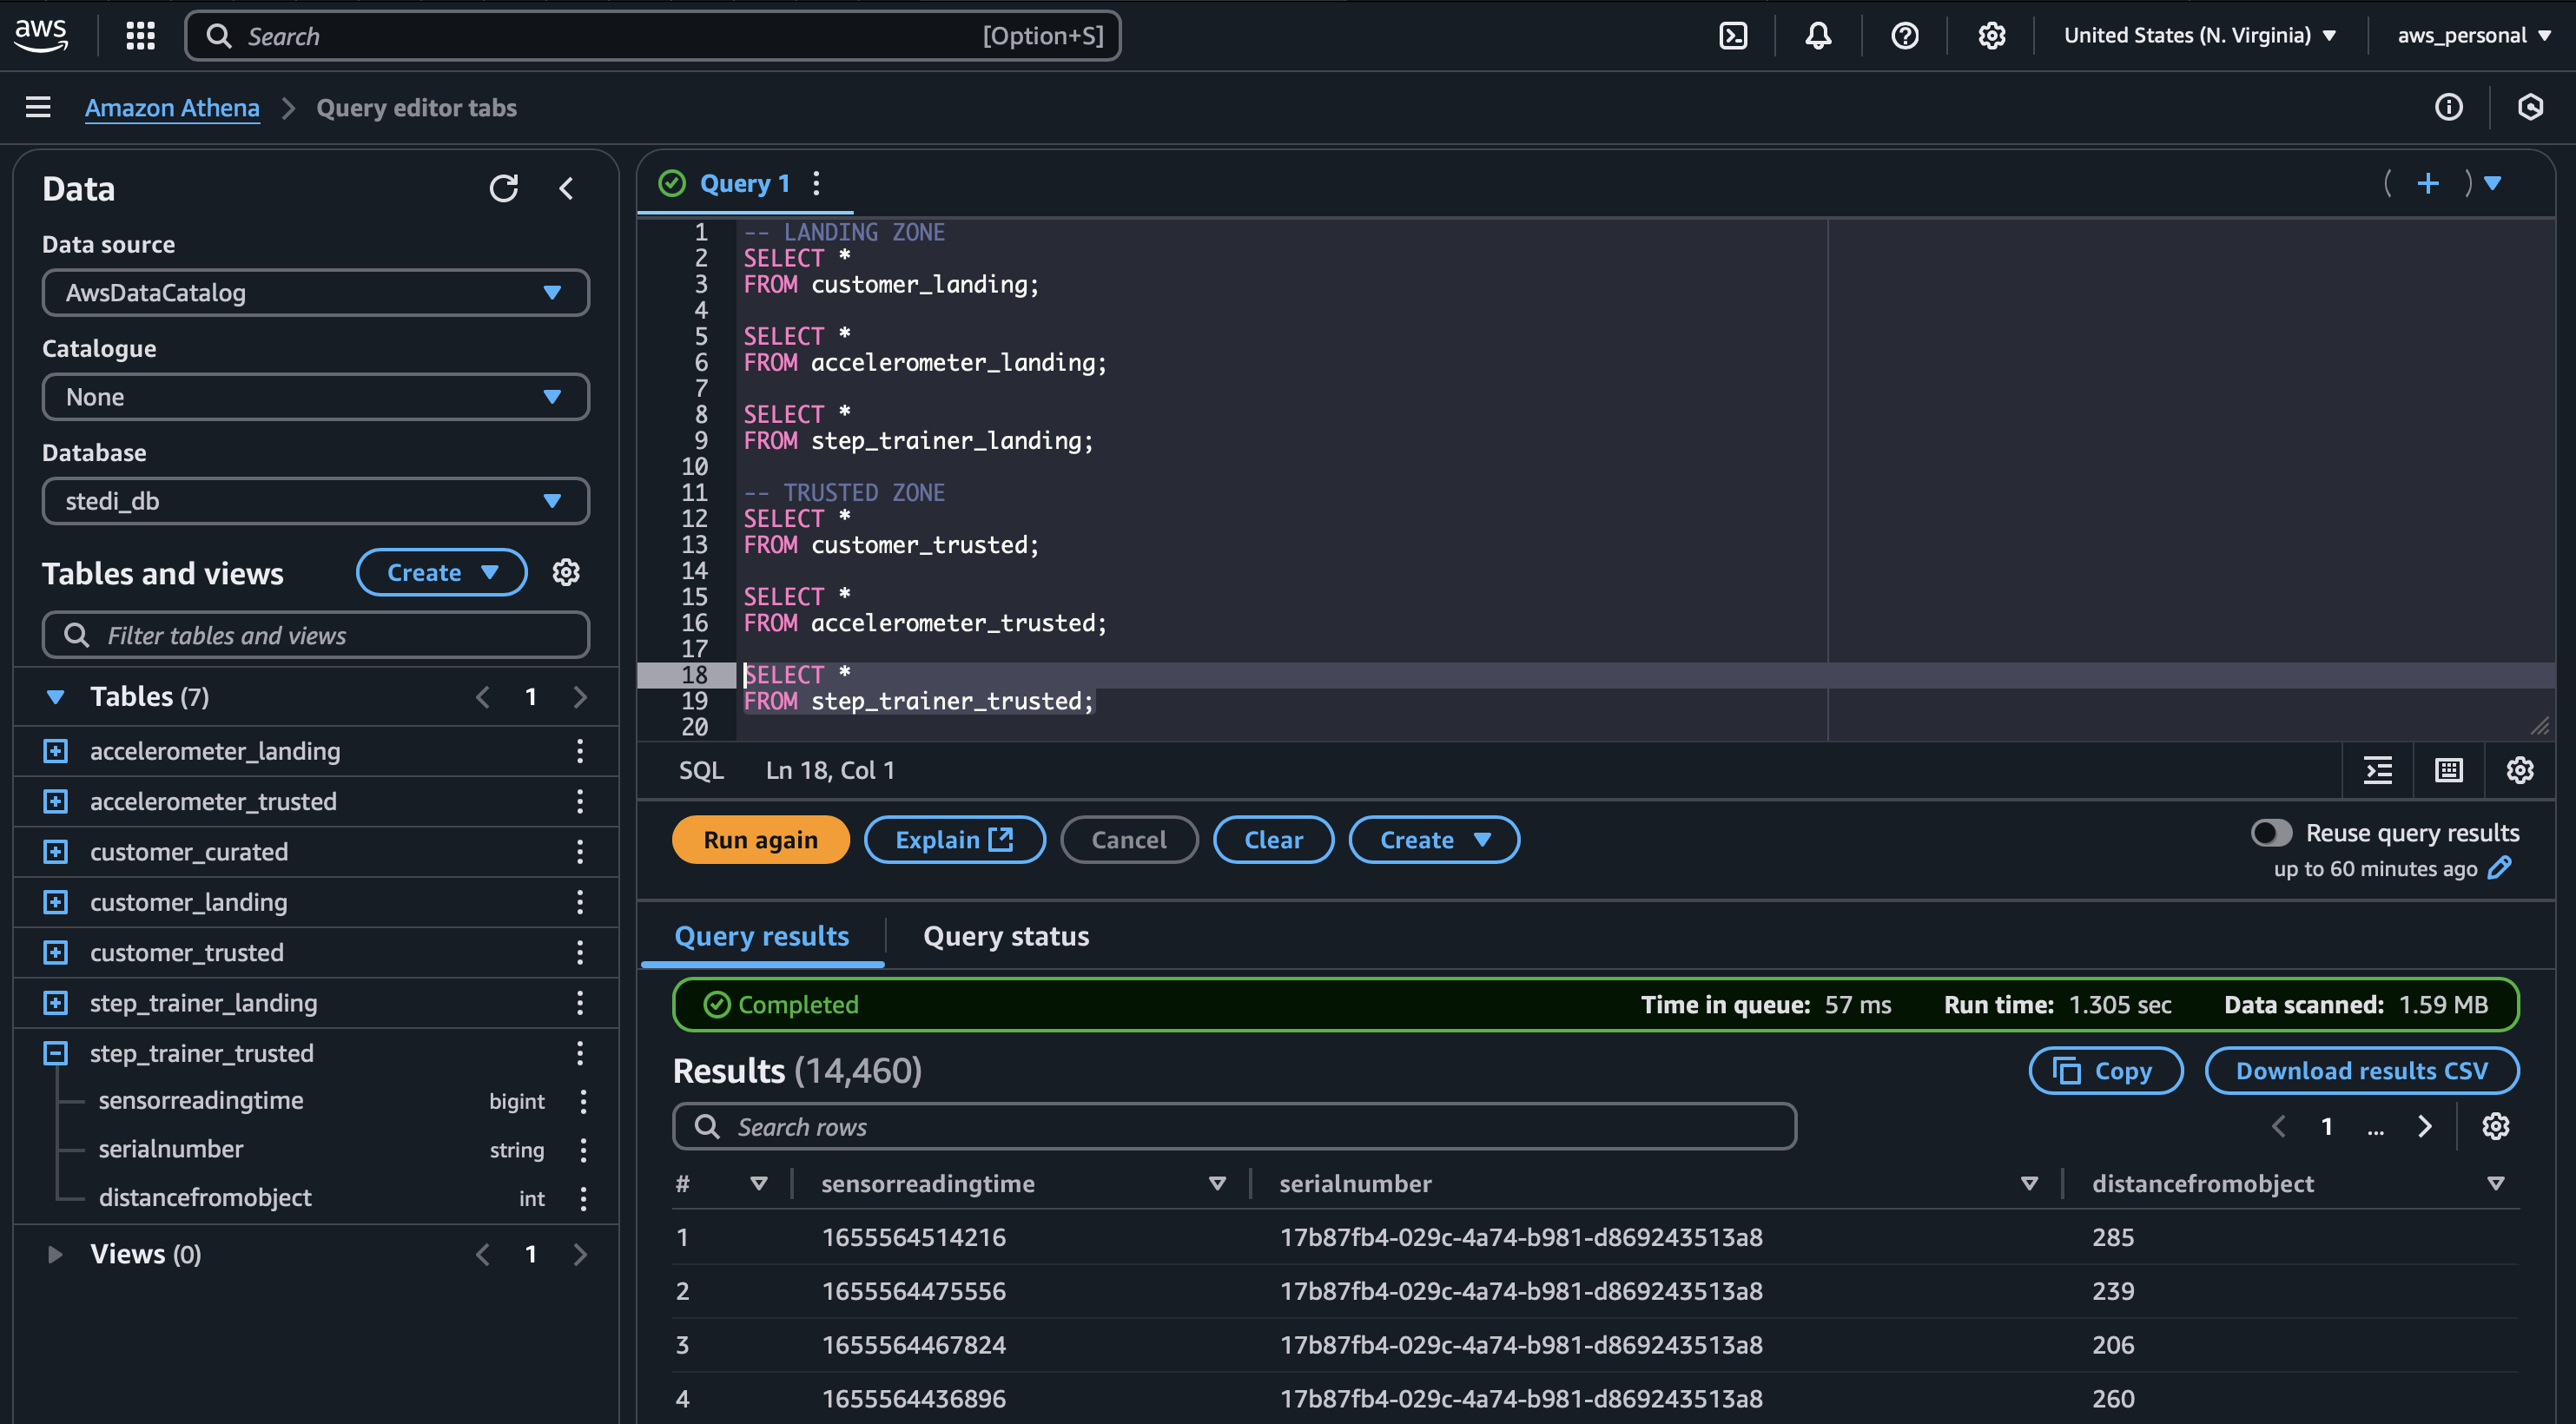 aws
Search [Option+S]
United States (N. Virginia)
aws_personal
Amazon Athena
Query editor tabs
Data
Data source
AwsDataCatalog
Catalogue
None
Database
stedi_db
Tables and views
Create
Filter tables and views
Tables (7)
1
accelerometer_landing
accelerometer_trusted
customer_curated
customer_landing
customer_trusted
step_trainer_landing
step_trainer_trusted
sensorreadingtime bigint
serialnumber string
distancefromobject int
Views (0)
1
Query 1
1 -- LANDING ZONE
2 SELECT *
3 FROM customer_landing;
4
5 SELECT *
6 FROM accelerometer_landing;
7
8 SELECT *
9 FROM step_trainer_landing;
10
11 -- TRUSTED ZONE
12 SELECT *
13 FROM customer_trusted;
14
15 SELECT *
16 FROM accelerometer_trusted;
17
18 SELECT *
19 FROM step_trainer_trusted;
20
SQL Ln 18, Col 1
Run again
Explain
Cancel
Clear
Create
Reuse query results
up to 60 minutes ago
Query results
Query status
Completed
Time in queue: 57 ms Run time: 1.305 sec Data scanned: 1.59 MB
Results (14,460)
Copy
Download results CSV
Search rows
1 ...
# sensorreadingtime serialnumber distancefromobject
1 1655564514216 17b87fb4-029c-4a74-b981-d869243513a8 285
2 1655564475556 17b87fb4-029c-4a74-b981-d869243513a8 239
3 1655564467824 17b87fb4-029c-4a74-b981-d869243513a8 206
4 1655564436896 17b87fb4-029c-4a74-b981-d869243513a8 260